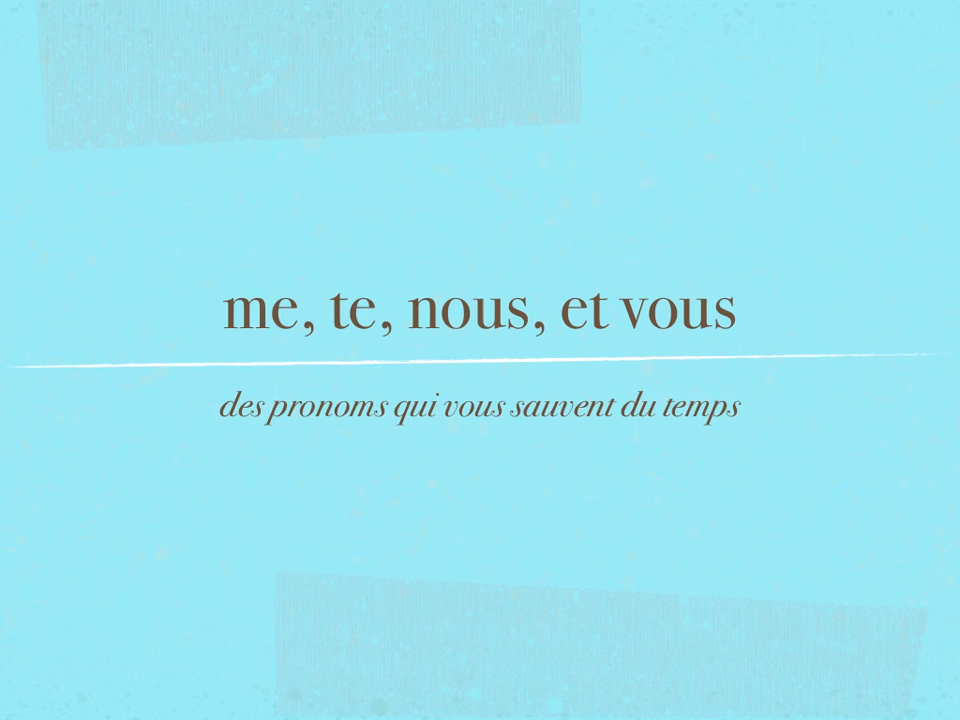 me, te, nous, et vous
des pronoms qui vous sauvent du temps